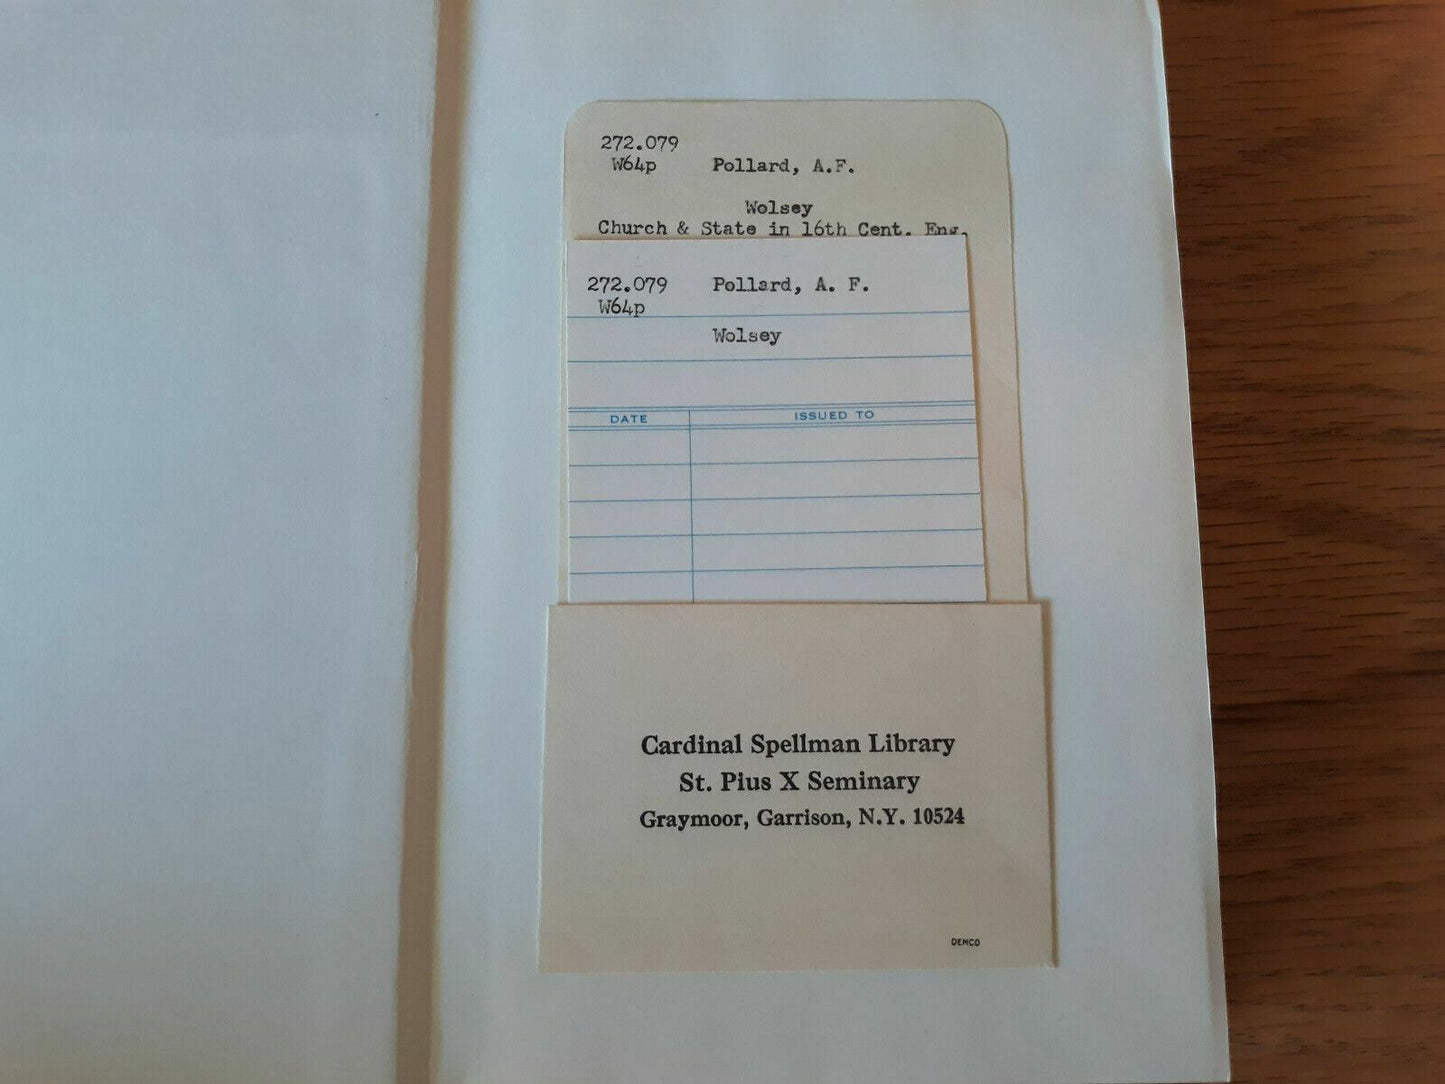 272.079
W64p Pollard, A.F.
Wolsey
Church & State in 16th Cent. Eng.
272.079 Pollard, A. F.
W64p
Wolsey
DATE ISSUED TO
Cardinal Spellman Library
St. Pius X Seminary
Graymoor, Garrison, N.Y. 10524
DEMCO